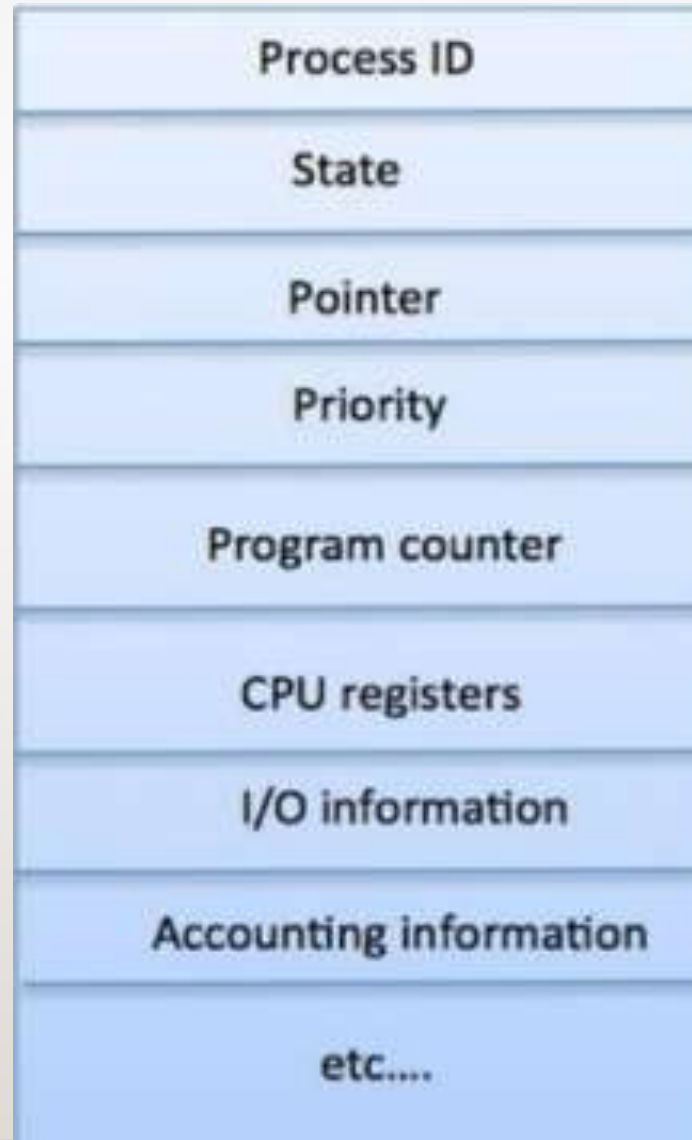 Process ID
State
Pointer
Priority
Program counter
CPU registers
I/O information
Accounting information
etc....